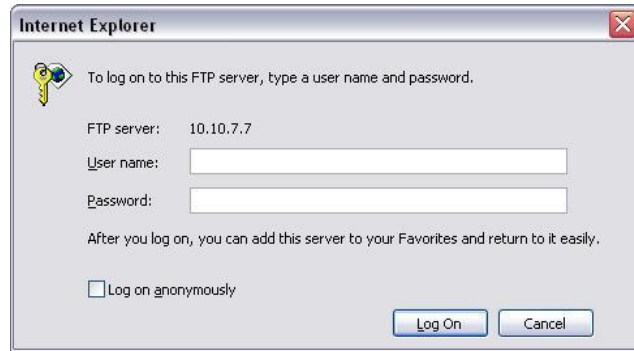 Internet Explorer
To log on to this FTP server, type a user name and password.
FTP server: 10.10.7.7
User name:
Password:
After you log on, you can add this server to your Favorites and return to it easily.
Log on anonymously
Log On Cancel